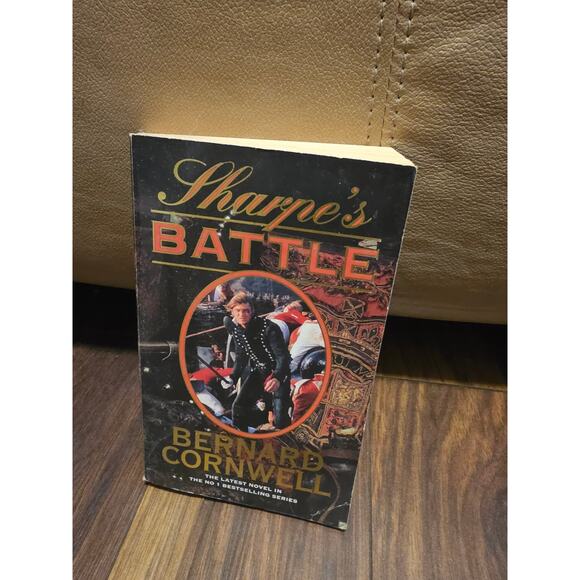 Sharpe's
BATTLE
BERNARD
CORNWELL
THE LATEST NOVEL IN
THE NO 1 BESTSELLING SERIES